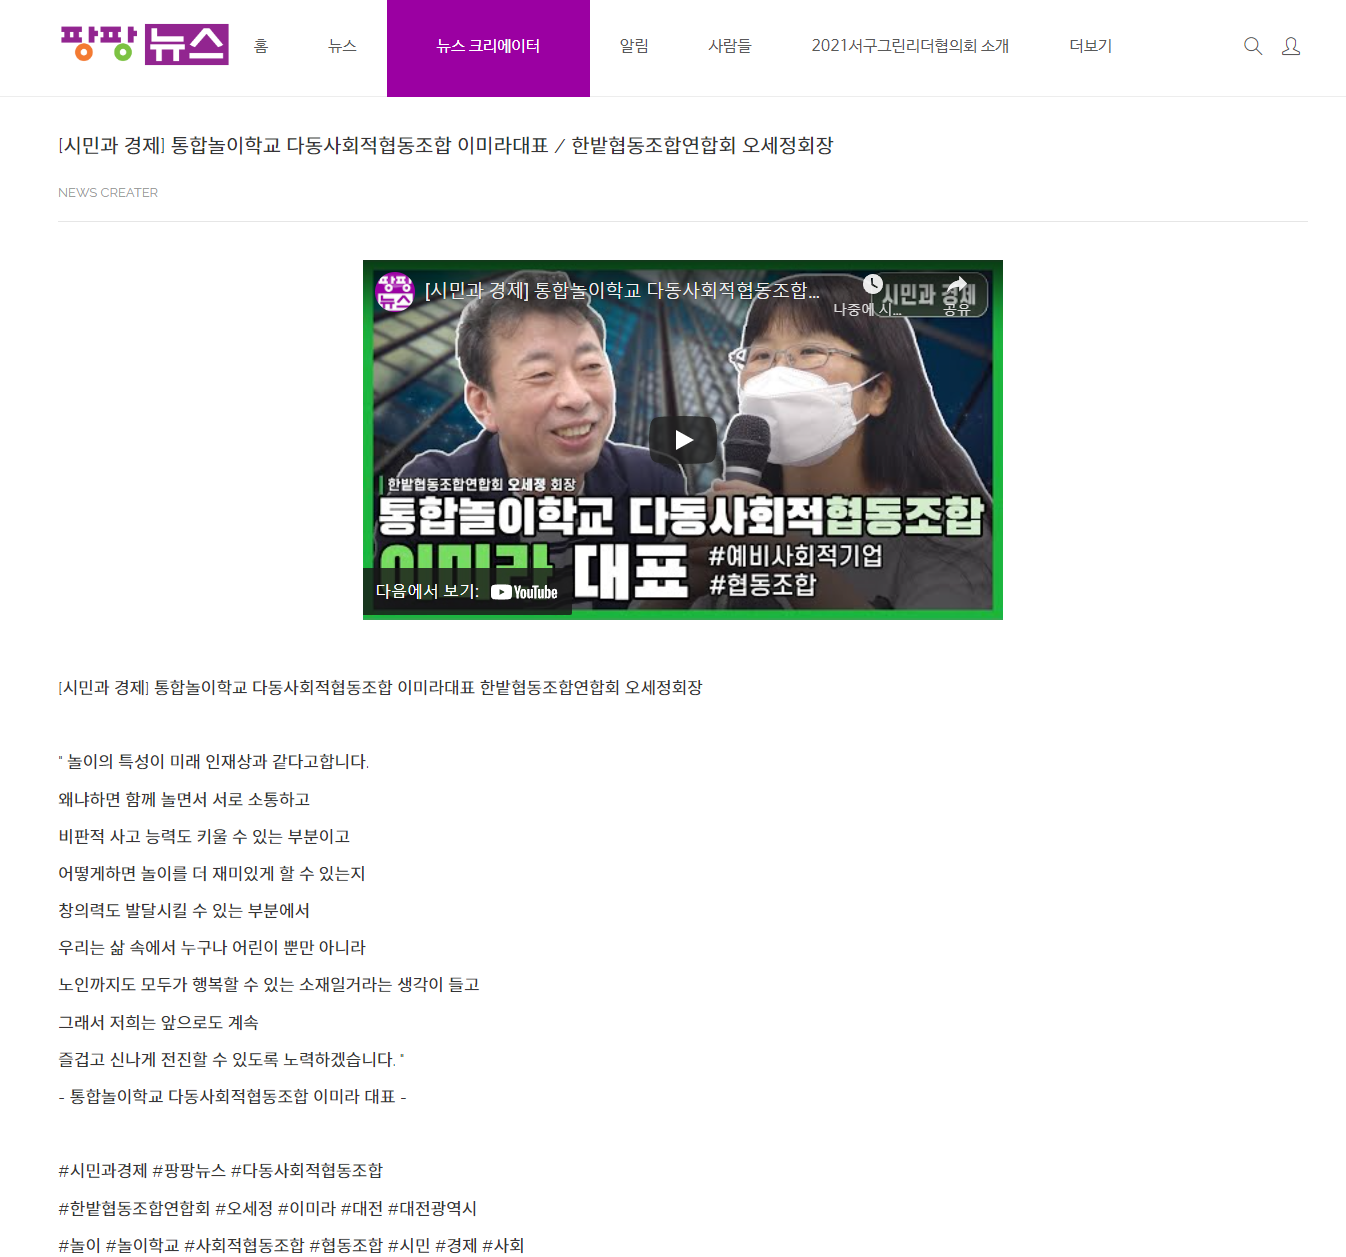 팡팡뉴스
홈
뉴스
뉴스 크리에이터
알림
사람들
2021서구그린리더협의회 소개
더보기
[시민과 경제] 통합놀이학교 다동사회적협동조합 이미라대표 / 한밭협동조합연합회 오세정회장
NEWS CREATER
팡팡
뉴스
[시민과 경제] 통합놀이학교 다동사회적협동조합...
나중에 시...
공유
시민과 경제
한밭협동조합연합회 오세정 회장
통합놀이학교 다동사회적협동조합
이미라 대표
#예비사회적기업
#협동조합
다음에서 보기: YouTube
[시민과 경제] 통합놀이학교 다동사회적협동조합 이미라대표 한밭협동조합연합회 오세정회장
" 놀이의 특성이 미래 인재상과 같다고합니다.
왜냐하면 함께 놀면서 서로 소통하고
비판적 사고 능력도 키울 수 있는 부분이고
어떻게하면 놀이를 더 재미있게 할 수 있는지
창의력도 발달시킬 수 있는 부분에서
우리는 삶 속에서 누구나 어린이 뿐만 아니라
노인까지도 모두가 행복할 수 있는 소재일거라는 생각이 들고
그래서 저희는 앞으로도 계속
즐겁고 신나게 전진할 수 있도록 노력하겠습니다. "
- 통합놀이학교 다동사회적협동조합 이미라 대표 -
#시민과경제 #팡팡뉴스 #다동사회적협동조합
#한밭협동조합연합회 #오세정 #이미라 #대전 #대전광역시
#놀이 #놀이학교 #사회적협동조합 #협동조합 #시민 #경제 #사회